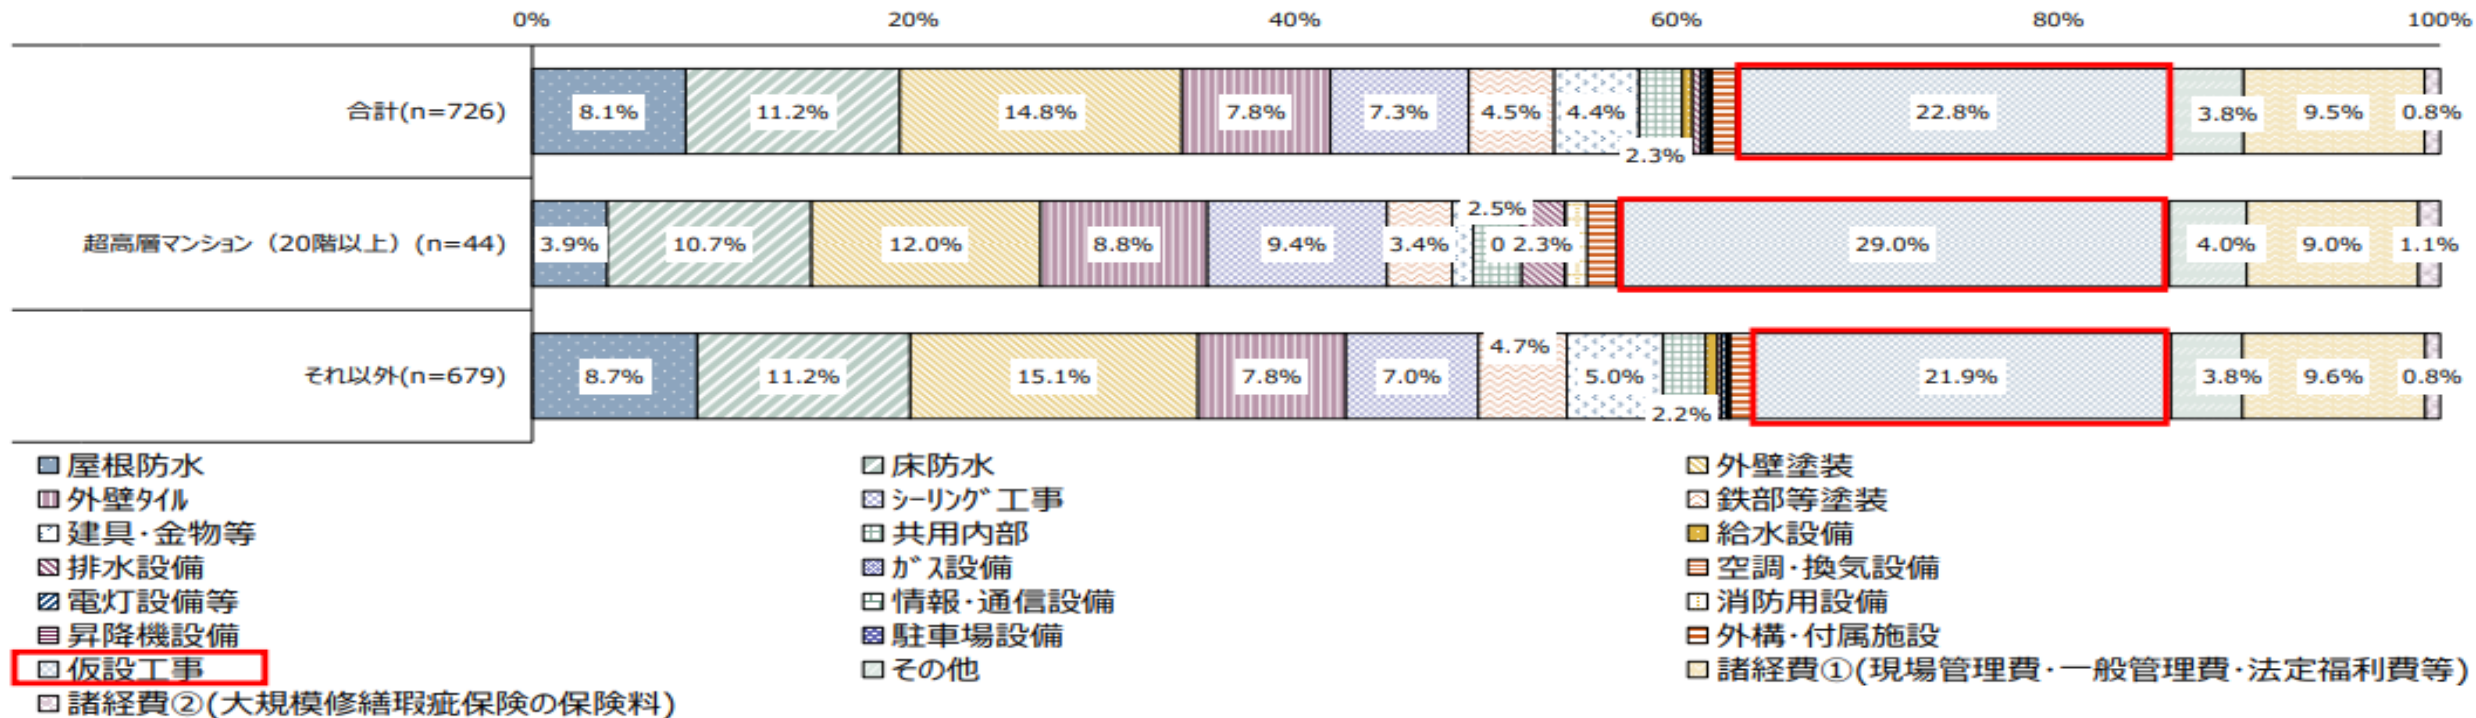 0% 20% 40% 60% 80% 100%
合計(n=726) 8.1% 11.2% 14.8% 7.8% 7.3% 4.5% 4.4% 2.3% 22.8% 3.8% 9.5% 0.8%
超高層マンション（20階以上）(n=44) 3.9% 10.7% 12.0% 8.8% 9.4% 3.4% 2.5% 0 2.3% 29.0% 4.0% 9.0% 1.1%
それ以外(n=679) 8.7% 11.2% 15.1% 7.8% 7.0% 4.7% 5.0% 2.2% 21.9% 3.8% 9.6% 0.8%
屋根防水 床防水 外壁塗装
外壁ﾀｲﾙ ｼｰﾘﾝｸﾞ工事 鉄部等塗装
建具･金物等 共用内部 給水設備
排水設備 ｶﾞｽ設備 空調･換気設備
電灯設備等 情報･通信設備 消防用設備
昇降機設備 駐車場設備 外構･付属施設
仮設工事 その他 諸経費①(現場管理費･一般管理費･法定福利費等)
諸経費②(大規模修繕瑕疵保険の保険料)